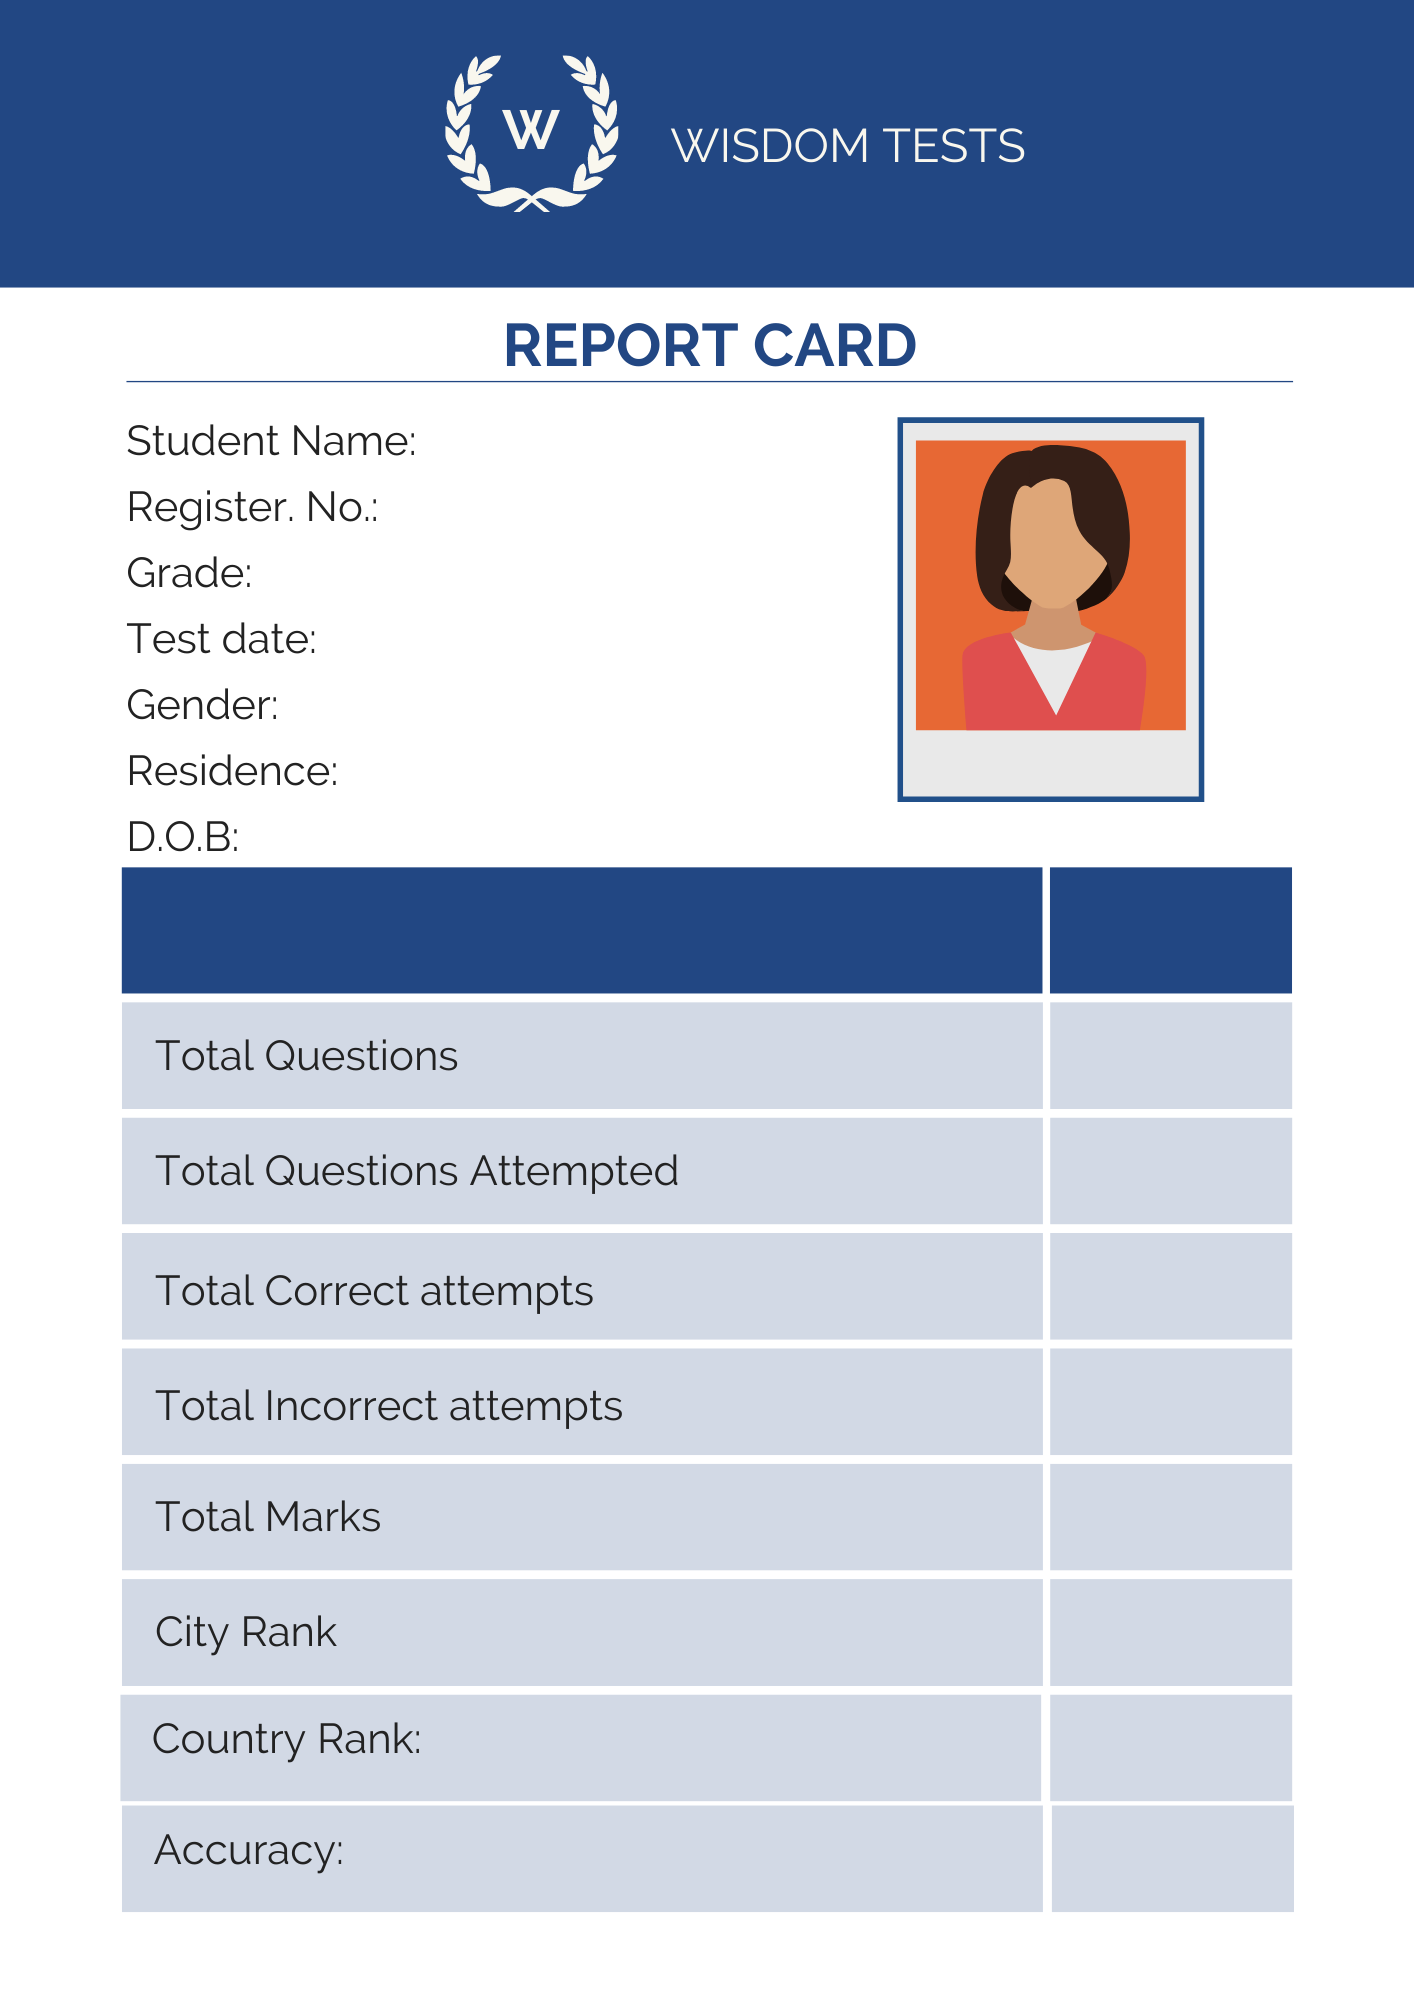 W
WISDOM TESTS
REPORT CARD
Student Name:
Register. No.:
Grade:
Test date:
Gender:
Residence:
D.O.B:
Total Questions
Total Questions Attempted
Total Correct attempts
Total Incorrect attempts
Total Marks
City Rank
Country Rank:
Accuracy: